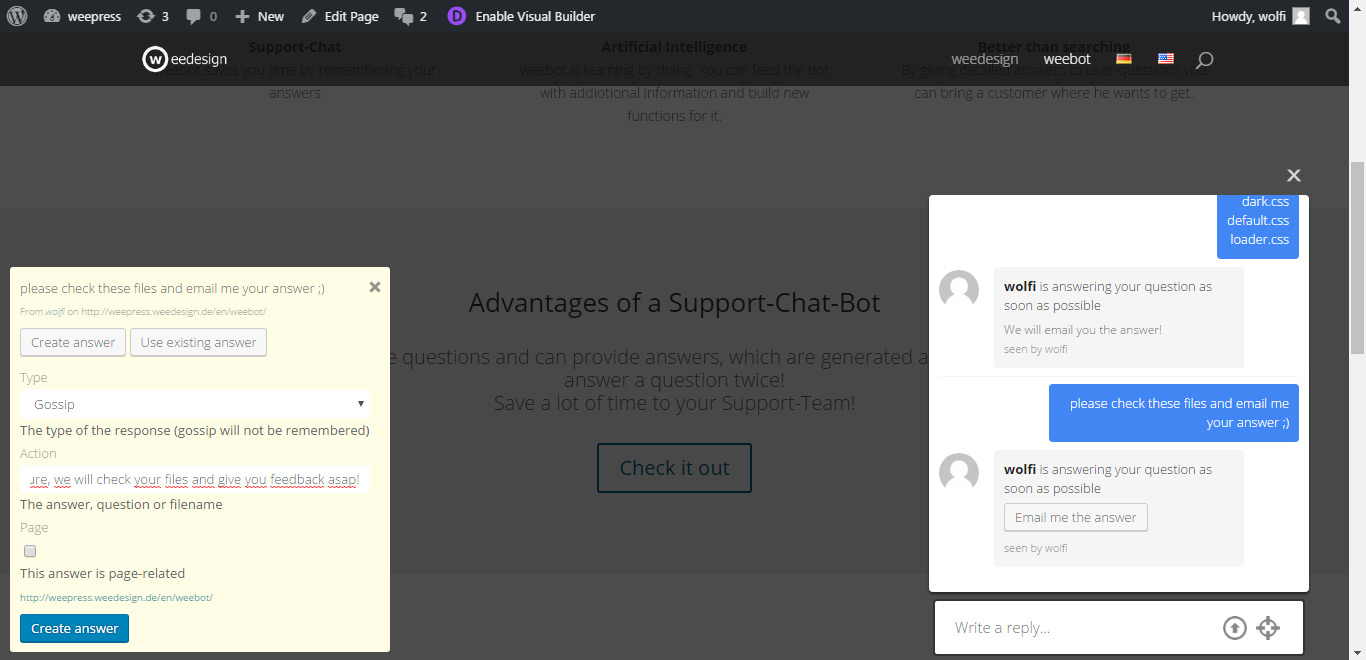 weepress 3 0 New Edit Page 2 Enable Visual Builder Howdy, wolfi
Support-Chat Artificial Intelligence Better than searching
w eedesign weedesign weebot
weebot saves you time by remembering your
answers
weebot is learning by doing. You can feed the bot
with addiotional information and build new
functions for it.
By giving detailed answers to user-questions you
can bring a customer where he wants to get.
Advantages of a Support-Chat-Bot
e questions and can provide answers, which are generated a
answer a question twice!
Save a lot of time to your Support-Team!
Check it out
please check these files and email me your answer ;)
From wolfi on http://weepress.weedesign.de/en/weebot/
Create answer Use existing answer
Type
Gossip
The type of the response (gossip will not be remembered)
Action
ure, we will check your files and give you feedback asap!
The answer, question or filename
Page
This answer is page-related
http://weepress.weedesign.de/en/weebot/
Create answer
dark.css
default.css
loader.css
wolfi is answering your question as
soon as possible
We will email you the answer!
seen by wolfi
please check these files and email me
your answer ;)
wolfi is answering your question as
soon as possible
Email me the answer
seen by wolfi
Write a reply...